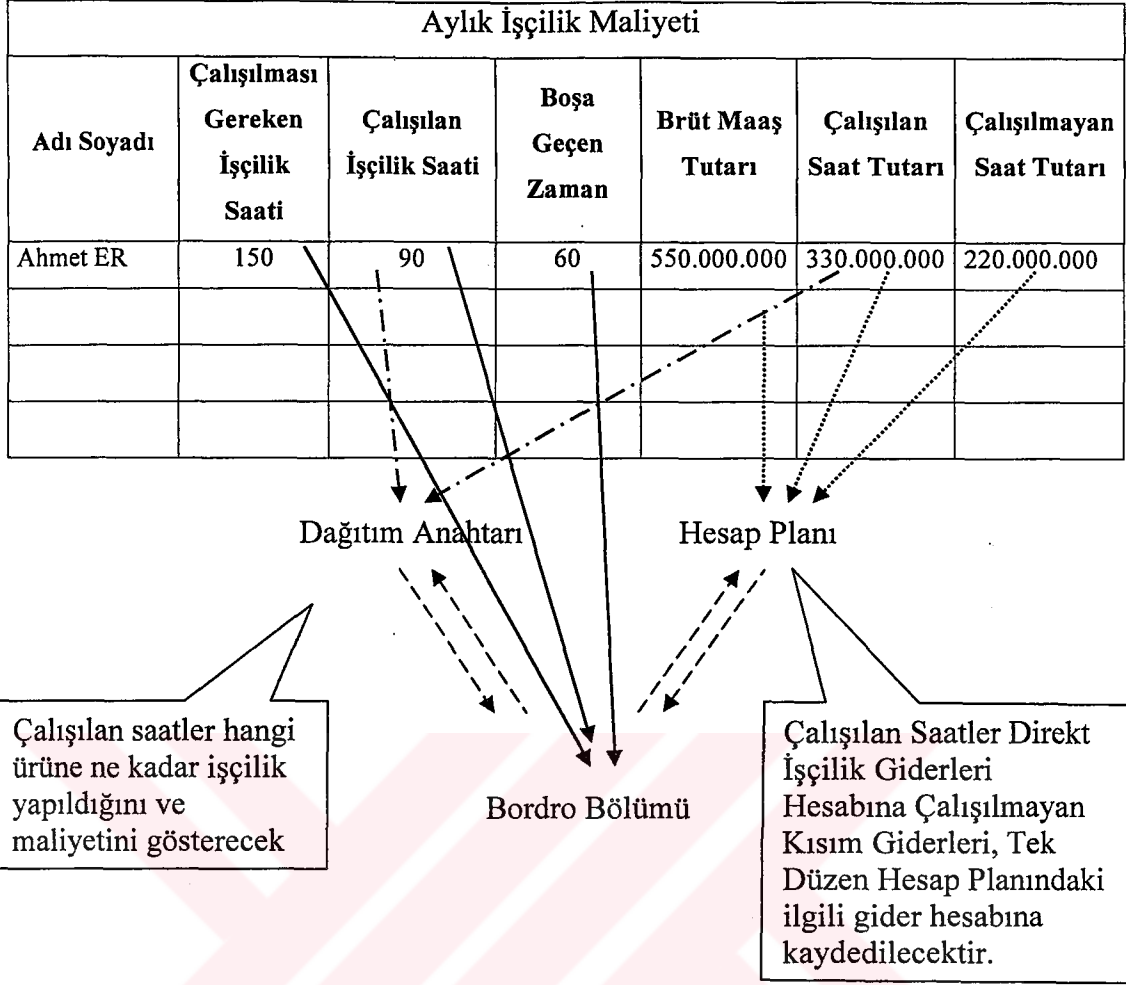 Aylık İşçilik Maliyeti
Adı Soyadı
Çalışılması
Gereken
İşçilik
Saati
Çalışılan
İşçilik Saati
Boşa
Geçen
Zaman
Brüt Maaş
Tutarı
Çalışılan
Saat Tutarı
Çalışılmayan
Saat Tutarı
Ahmet ER 150 90 60 550.000.000 330.000.000 220.000.000
Dağıtım Anahtarı
Hesap Planı
Çalışılan saatler hangi
ürüne ne kadar işçilik
yapıldığını ve
maliyetini gösterecek
Bordro Bölümü
Çalışılan Saatler Direkt
İşçilik Giderleri
Hesabına Çalışılmayan
Kısım Giderleri, Tek
Düzen Hesap Planındaki
ilgili gider hesabına
kaydedilecektir.